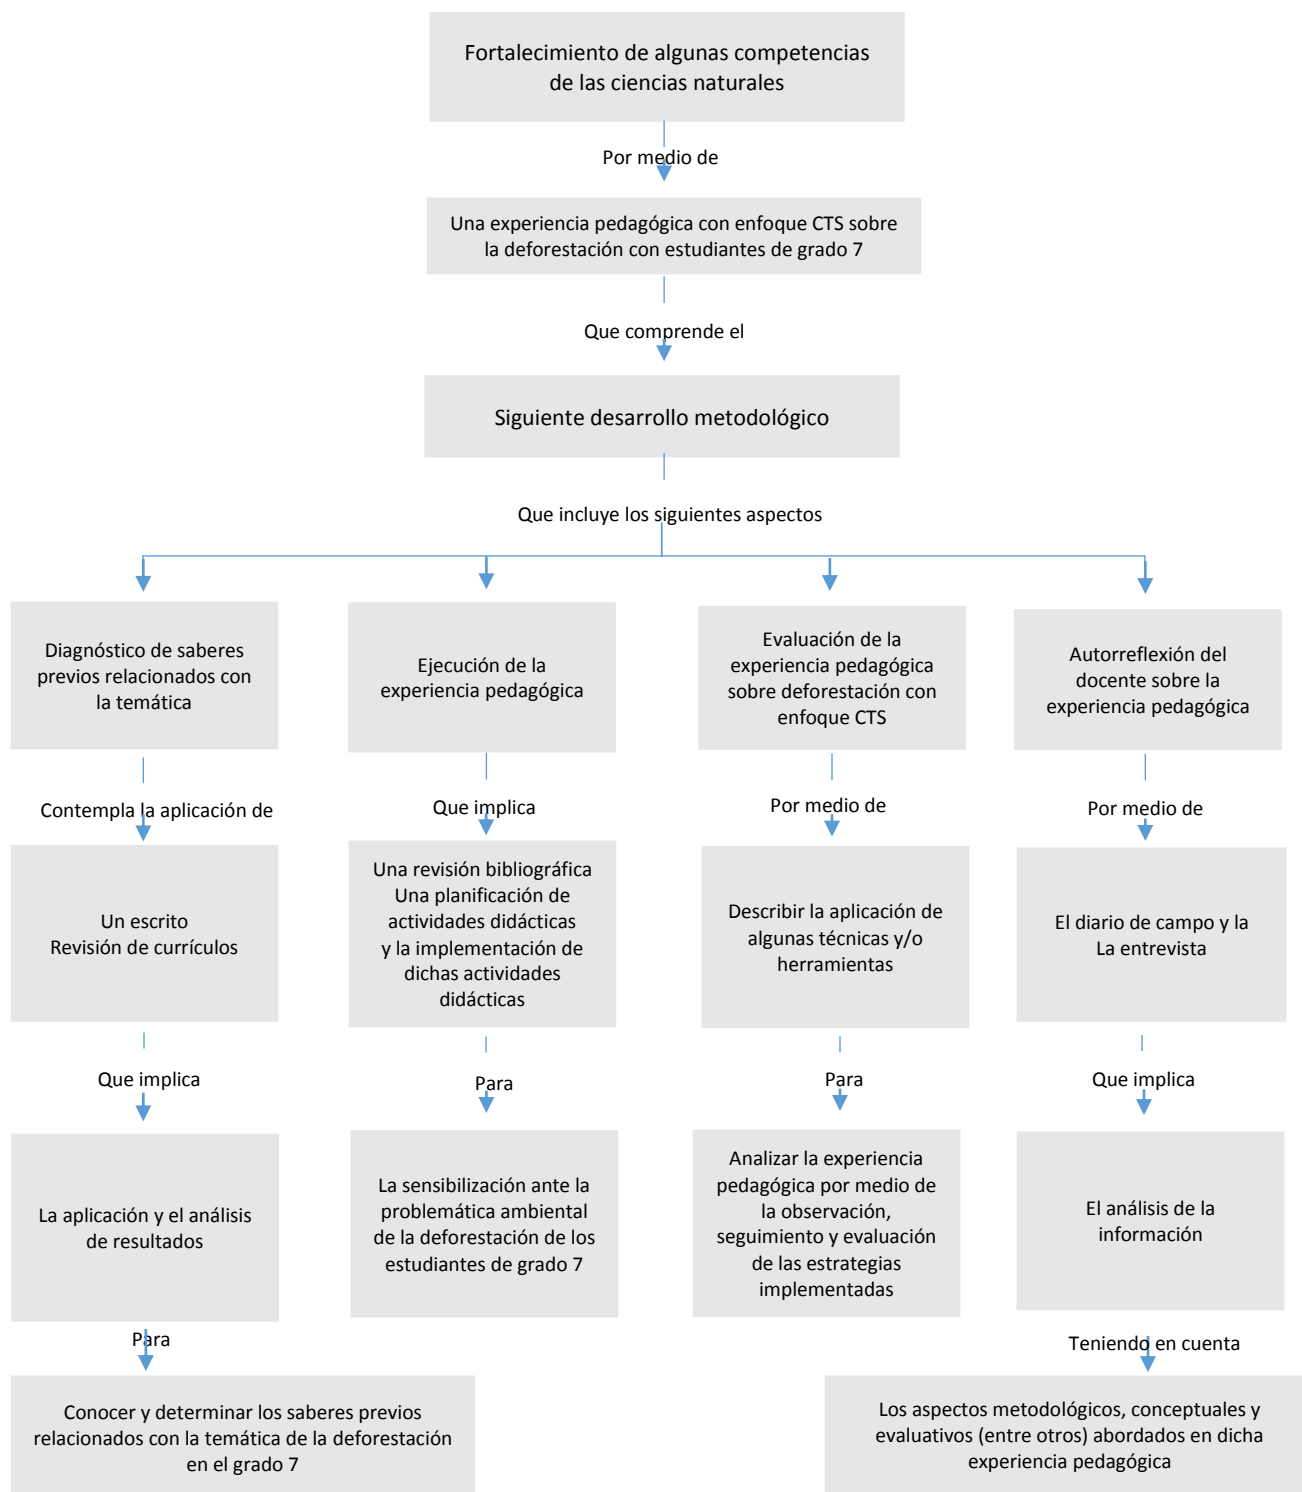 Fortalecimiento de algunas competencias
de las ciencias naturales
Por medio de
Una experiencia pedagógica con enfoque CTS sobre
la deforestación con estudiantes de grado 7
Que comprende el
Siguiente desarrollo metodológico
Que incluye los siguientes aspectos
Diagnóstico de saberes
previos relacionados con
la temática
Contempla la aplicación de
Un escrito
Revisión de currículos
Que implica
La aplicación y el análisis
de resultados
Para
Conocer y determinar los saberes previos
relacionados con la temática de la deforestación
en el grado 7
Ejecución de la
experiencia pedagógica
Que implica
Una revisión bibliográfica
Una planificación de
actividades didácticas
y la implementación de
dichas actividades
didácticas
Para
La sensibilización ante la
problemática ambiental
de la deforestación de los
estudiantes de grado 7
Evaluación de la
experiencia pedagógica
sobre deforestación con
enfoque CTS
Por medio de
Describir la aplicación de
algunas técnicas y/o
herramientas
Para
Analizar la experiencia
pedagógica por medio de
la observación,
seguimiento y evaluación
de las estrategias
implementadas
Autorreflexión del
docente sobre la
experiencia pedagógica
Por medio de
El diario de campo y la
La entrevista
Que implica
El análisis de la
información
Teniendo en cuenta
Los aspectos metodológicos, conceptuales y
evaluativos (entre otros) abordados en dicha
experiencia pedagógica